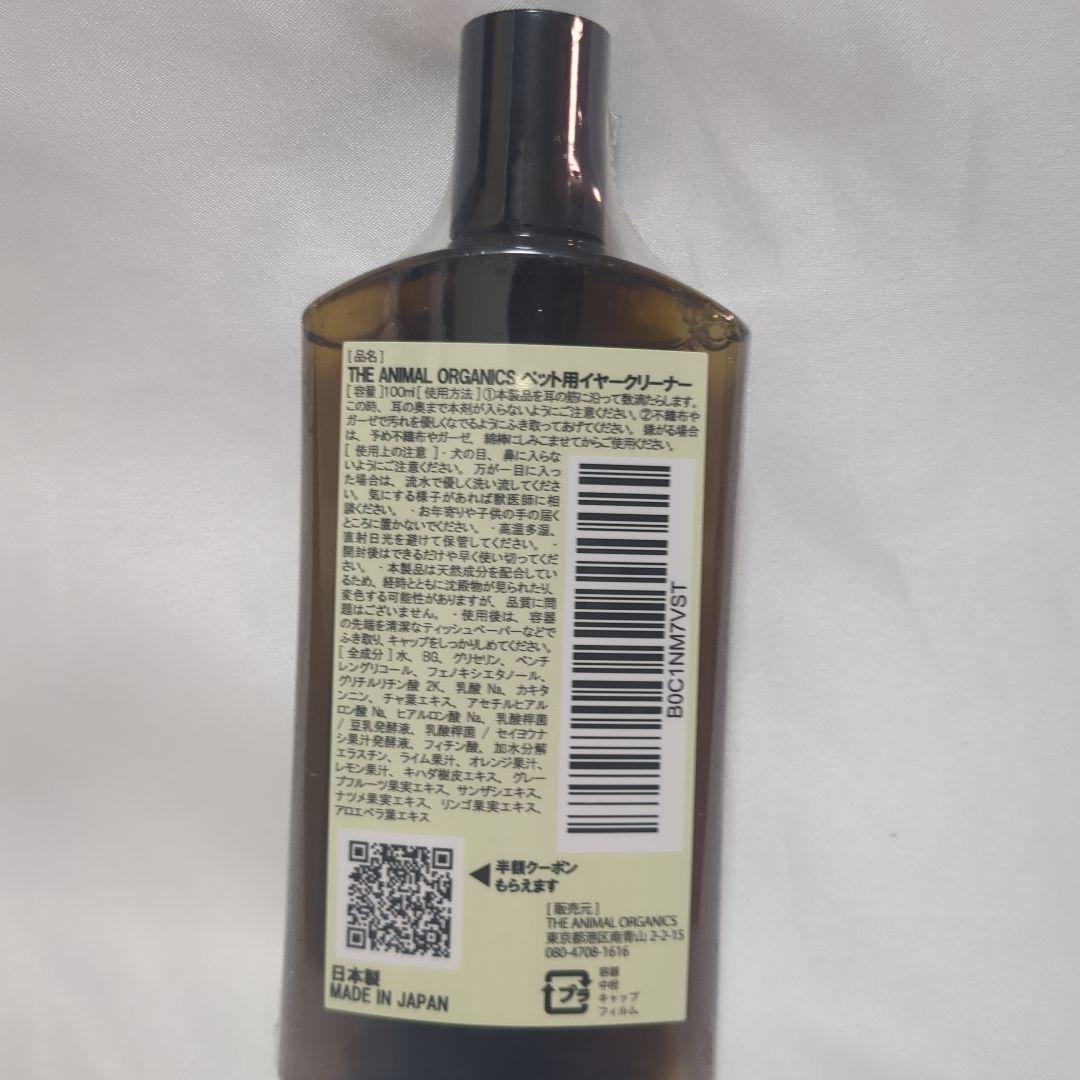 [品名]
THE ANIMAL ORGANICS ペット用イヤークリーナー
[容量]100ml[使用方法]①本製品を耳の筋に沿って数滴たらします。
この時、耳の奥まで本剤が入らないようにご注意ください。②不織布や
ガーゼで汚れを優しくなでるようにふき取ってあげてください。嫌がる場合
は、予め不織布やガーゼ、綿棒にしみこませてからご使用ください。
[使用上の注意]・犬の目、鼻に入らな
いようにご注意ください。万が一目に入っ
た場合は、流水で優しく洗い流してくださ
い。気にする様子があれば獣医師に相
談ください。・お年寄りや子供の手の届く
ところに置かないでください。・高温多湿、
直射日光を避けて保管してください。・
開封後はできるだけや早く使い切ってくだ
さい。・本製品は天然成分を配合してい
るため、経時とともに沈殿物が見られたり、
変色する可能性がありますが、品質に問
題はございません。・使用後は、容器
の先端を清潔なティッシュペーパーなどで
ふき取り、キャップをしっかりしめてください。
[全成分]水、BG、グリセリン、ペンチ
レングリコール、フェノキシエタノール、
グリチルリチン酸2K、乳酸Na、カキタ
ンニン、チャ葉エキス、アセチルヒアル
ロン酸Na、ヒアルロン酸Na、乳酸桿菌
/豆乳発酵液、乳酸桿菌/セイヨウナ
シ果汁発酵液、フィチン酸、加水分解
エラスチン、ライム果汁、オレンジ果汁、
レモン果汁、キハダ樹皮エキス、グレー
プフルーツ果実エキス、サンザシエキス、
ナツメ果実エキス、リンゴ果実エキス、
アロエベラ葉エキス
B0C1NM7VST
半額クーポン
もらえます
[販売元]
THE ANIMAL ORGANICS
東京都港区南青山2-2-15
080-4708-1616
日本製
MADE IN JAPAN
プラ
容器
中栓
キャップ
フィルム